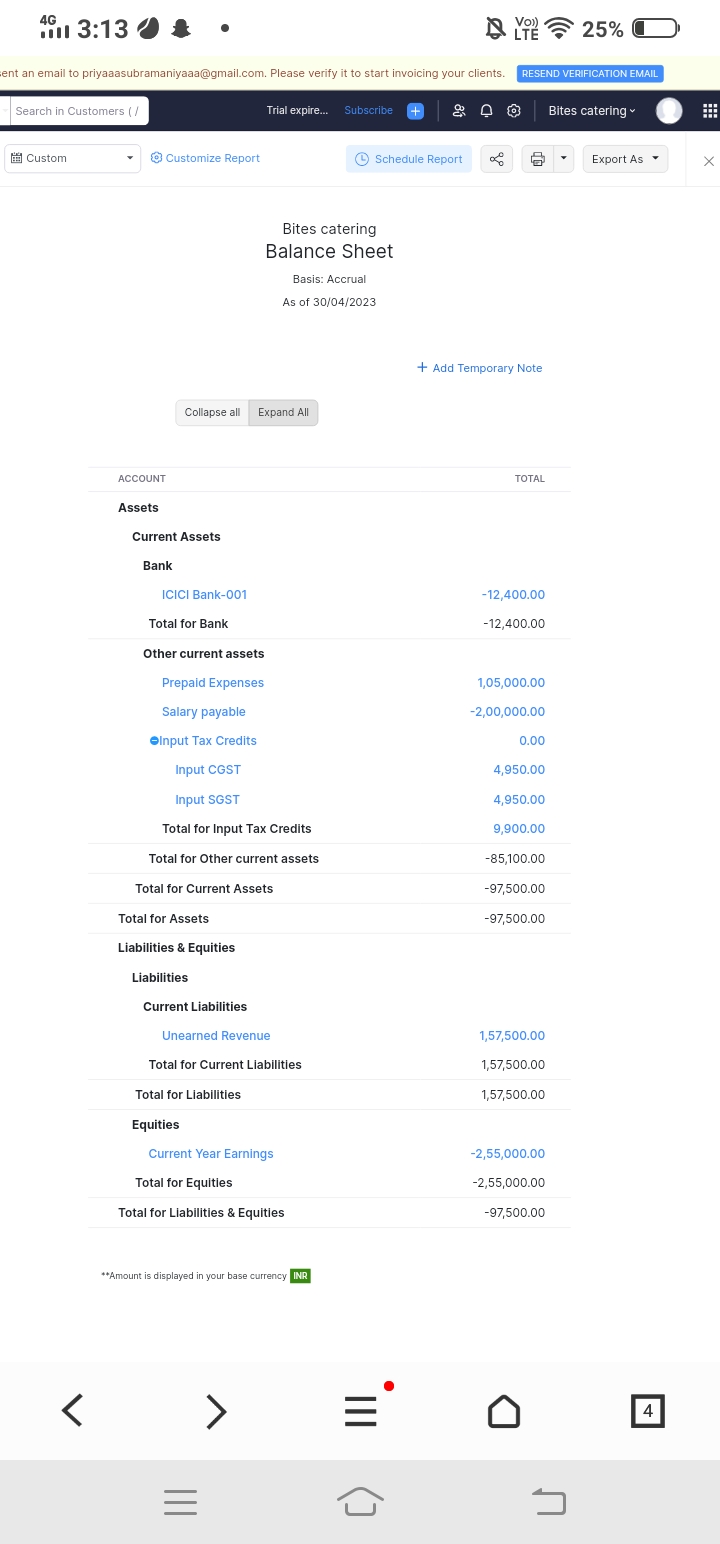 4G 3:13 Vo)) LTE 25%
ent an email to priyaaasubramaniyaaa@gmail.com. Please verify it to start invoicing your clients. RESEND VERIFICATION EMAIL
Search in Customers ( / Trial expire... Subscribe + Bites catering
Custom Customize Report Schedule Report Export As
Bites catering
Balance Sheet
Basis: Accrual
As of 30/04/2023
+ Add Temporary Note
Collapse all Expand All
ACCOUNT TOTAL
Assets
Current Assets
Bank
ICICI Bank-001 -12,400.00
Total for Bank -12,400.00
Other current assets
Prepaid Expenses 1,05,000.00
Salary payable -2,00,000.00
Input Tax Credits 0.00
Input CGST 4,950.00
Input SGST 4,950.00
Total for Input Tax Credits 9,900.00
Total for Other current assets -85,100.00
Total for Current Assets -97,500.00
Total for Assets -97,500.00
Liabilities & Equities
Liabilities
Current Liabilities
Unearned Revenue 1,57,500.00
Total for Current Liabilities 1,57,500.00
Total for Liabilities 1,57,500.00
Equities
Current Year Earnings -2,55,000.00
Total for Equities -2,55,000.00
Total for Liabilities & Equities -97,500.00
**Amount is displayed in your base currency INR
4